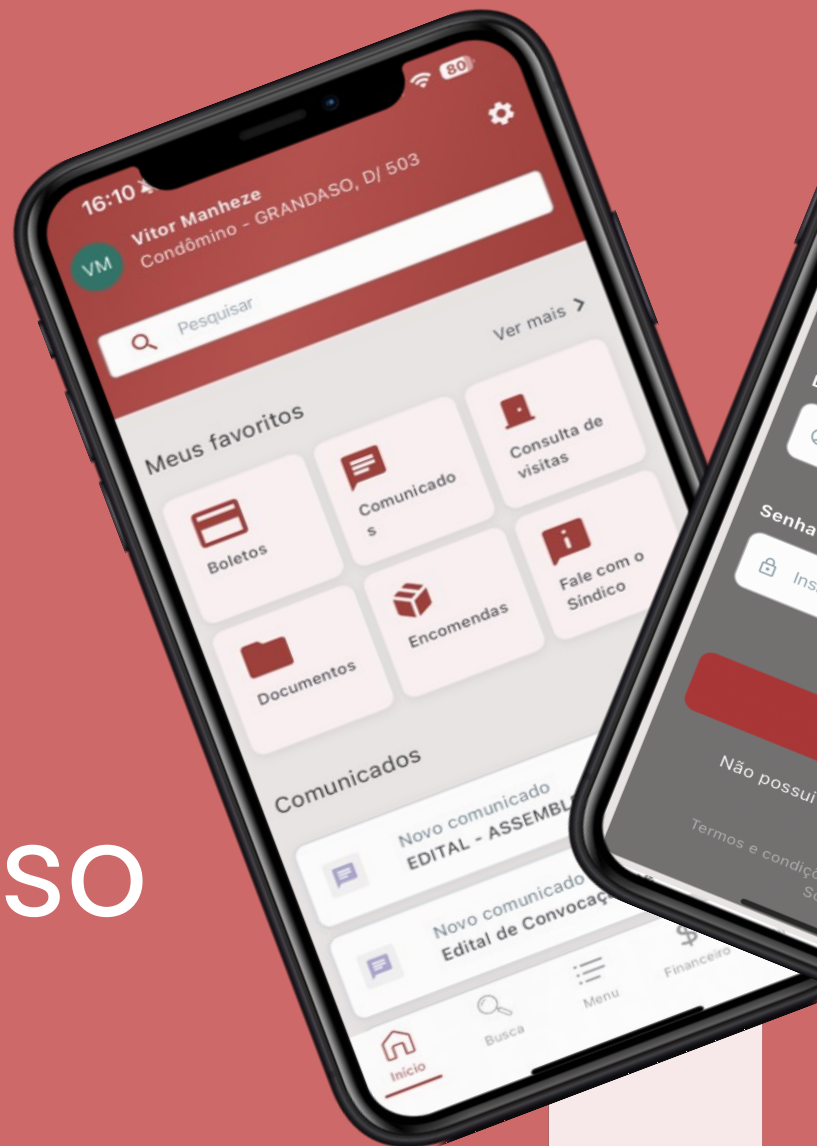 16:10
80
VM
Vitor Manheze
Condômino - GRANDASO, D/ 503
Pesquisar
Ver mais
Meus favoritos
Boletos
Comunicado
s
Consulta de
visitas
Documentos
Encomendas
Fale com o
Síndico
Comunicados
Novo comunicado
EDITAL - ASSEMBL
Novo comunicado
Edital de Convocaç
Início
Busca
Menu
Financeiro
Senha
Ins
Não possui
Termos e condiçõ
So
SO